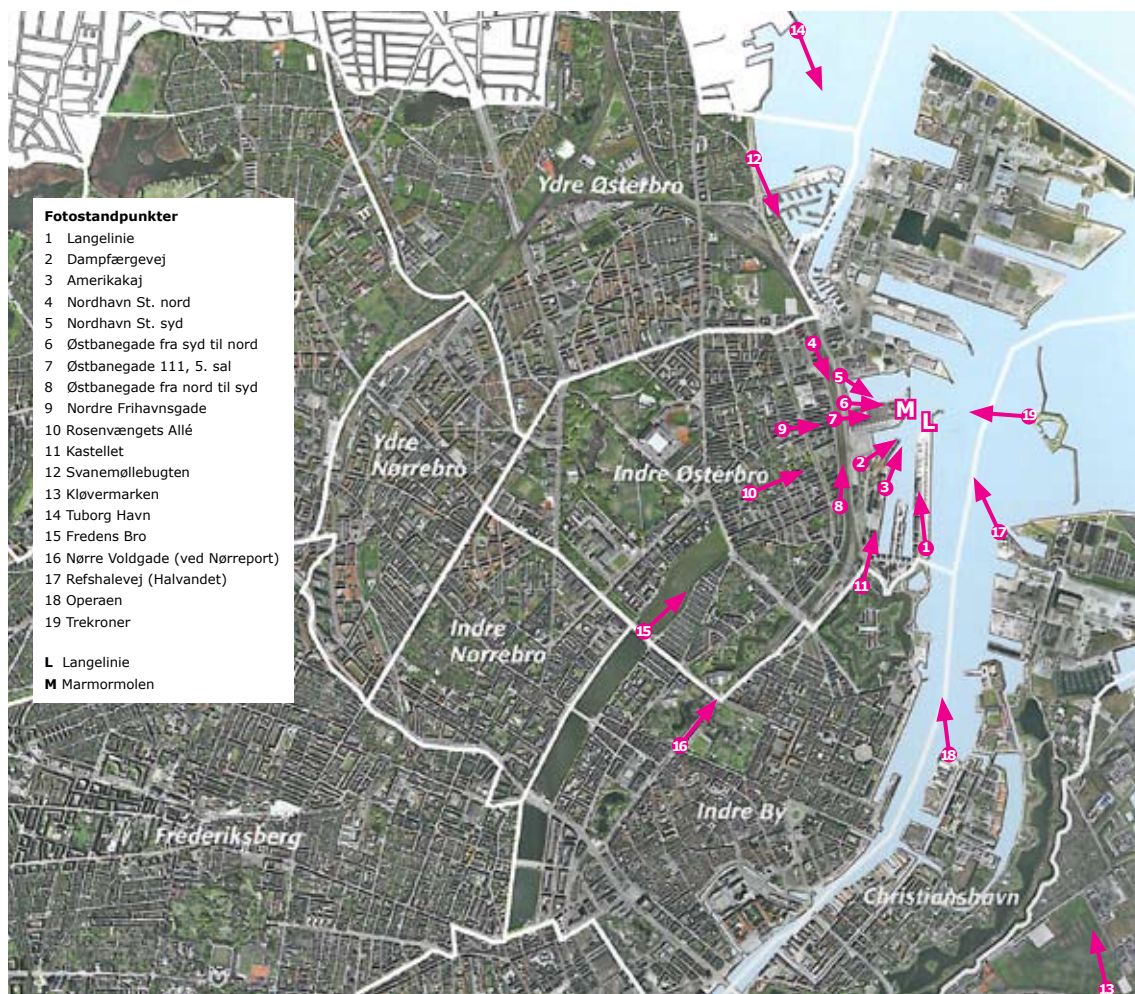 Fotostandpunkter
1 Langelinie
2 Dampfærgevej
3 Amerikakaj
4 Nordhavn St. nord
5 Nordhavn St. syd
6 Østbanegade fra syd til nord
7 Østbanegade 111, 5. sal
8 Østbanegade fra nord til syd
9 Nordre Frihavnsgade
10 Rosenvængets Allé
11 Kastellet
12 Svanemøllebugten
13 Kløvermarken
14 Tuborg Havn
15 Fredens Bro
16 Nørre Voldgade (ved Nørreport)
17 Refshalevej (Halvandet)
18 Operaen
19 Trekroner
L Langelinie
M Marmormolen
14
12
Ydre Østerbro
4
5
6
M
7
L
19
9
Ydre
Nørrebro
Indre Østerbro
2
3
10
8
17
1
11
15
Indre
Nørrebro
16
18
Indre By
Frederiksberg
Christianshavn
13